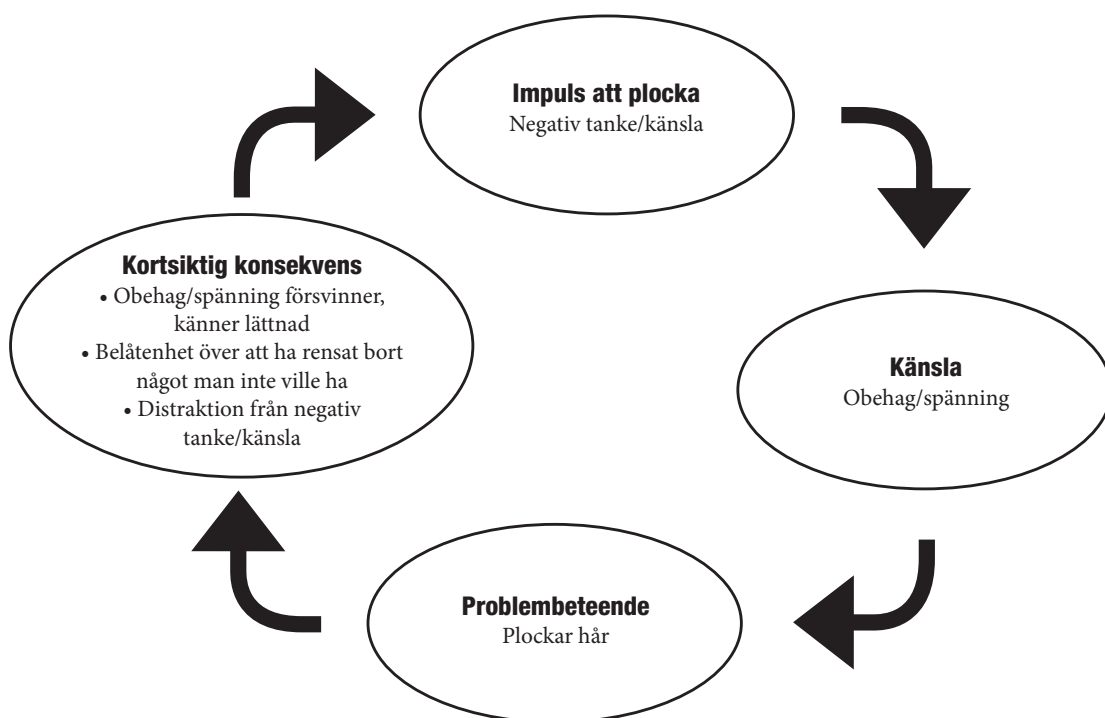 Impuls att plocka
Negativ tanke/känsla
Känsla
Obehag/spänning
Problembeteende
Plockar hår
Kortsiktig konsekvens
• Obehag/spänning försvinner,
känner lättnad
• Belåtenhet över att ha rensat bort
något man inte ville ha
• Distraktion från negativ
tanke/känsla